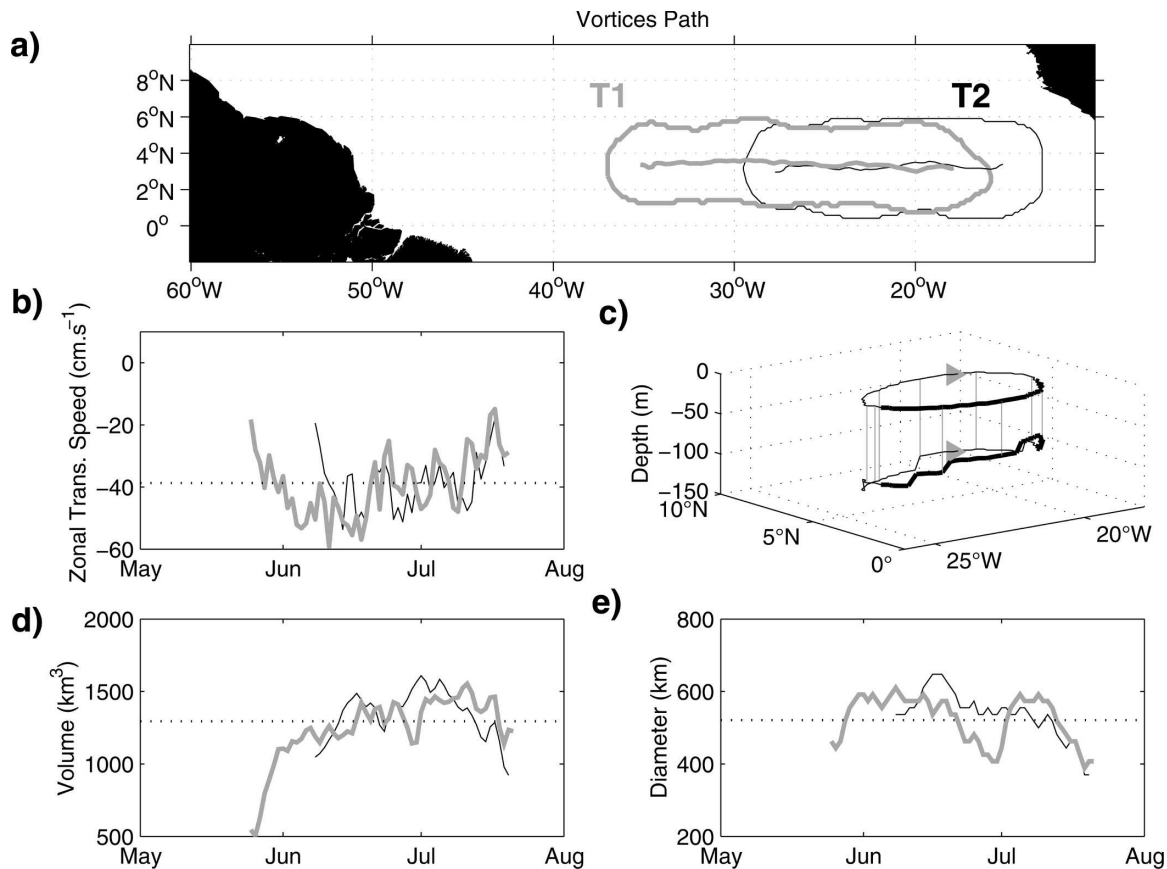 Vortices Path
a)
8°N
6°N
4°N
2°N
0°
T1
T2
60°W
50°W
40°W
30°W
20°W
b)
Zonal Trans. Speed (cm.s⁻¹)
0
−20
−40
−60
May
Jun
Jul
Aug
c)
Depth (m)
0
−50
−100
−150
10°N
5°N
0°
25°W
20°W
d)
Volume (km³)
2000
1500
1000
500
May
Jun
Jul
Aug
e)
Diameter (km)
800
600
400
200
May
Jun
Jul
Aug